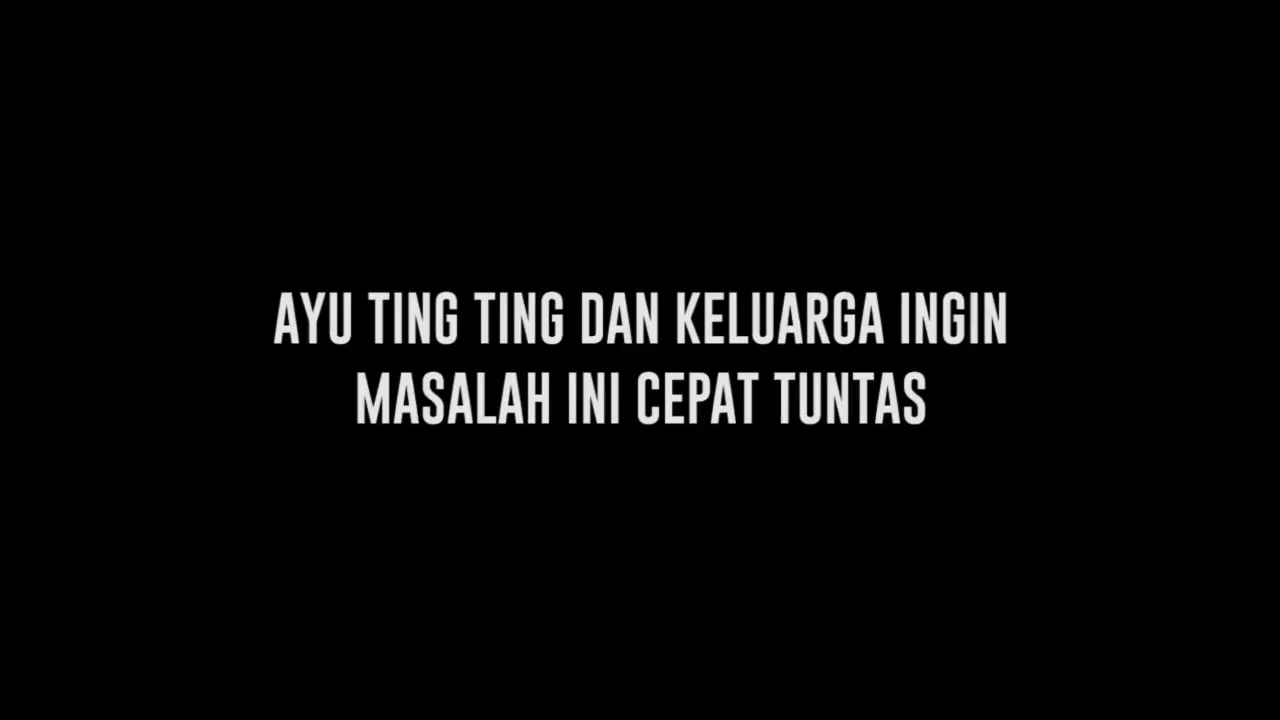 AYU TING TING DAN KELUARGA INGIN
MASALAH INI CEPAT TUNTAS